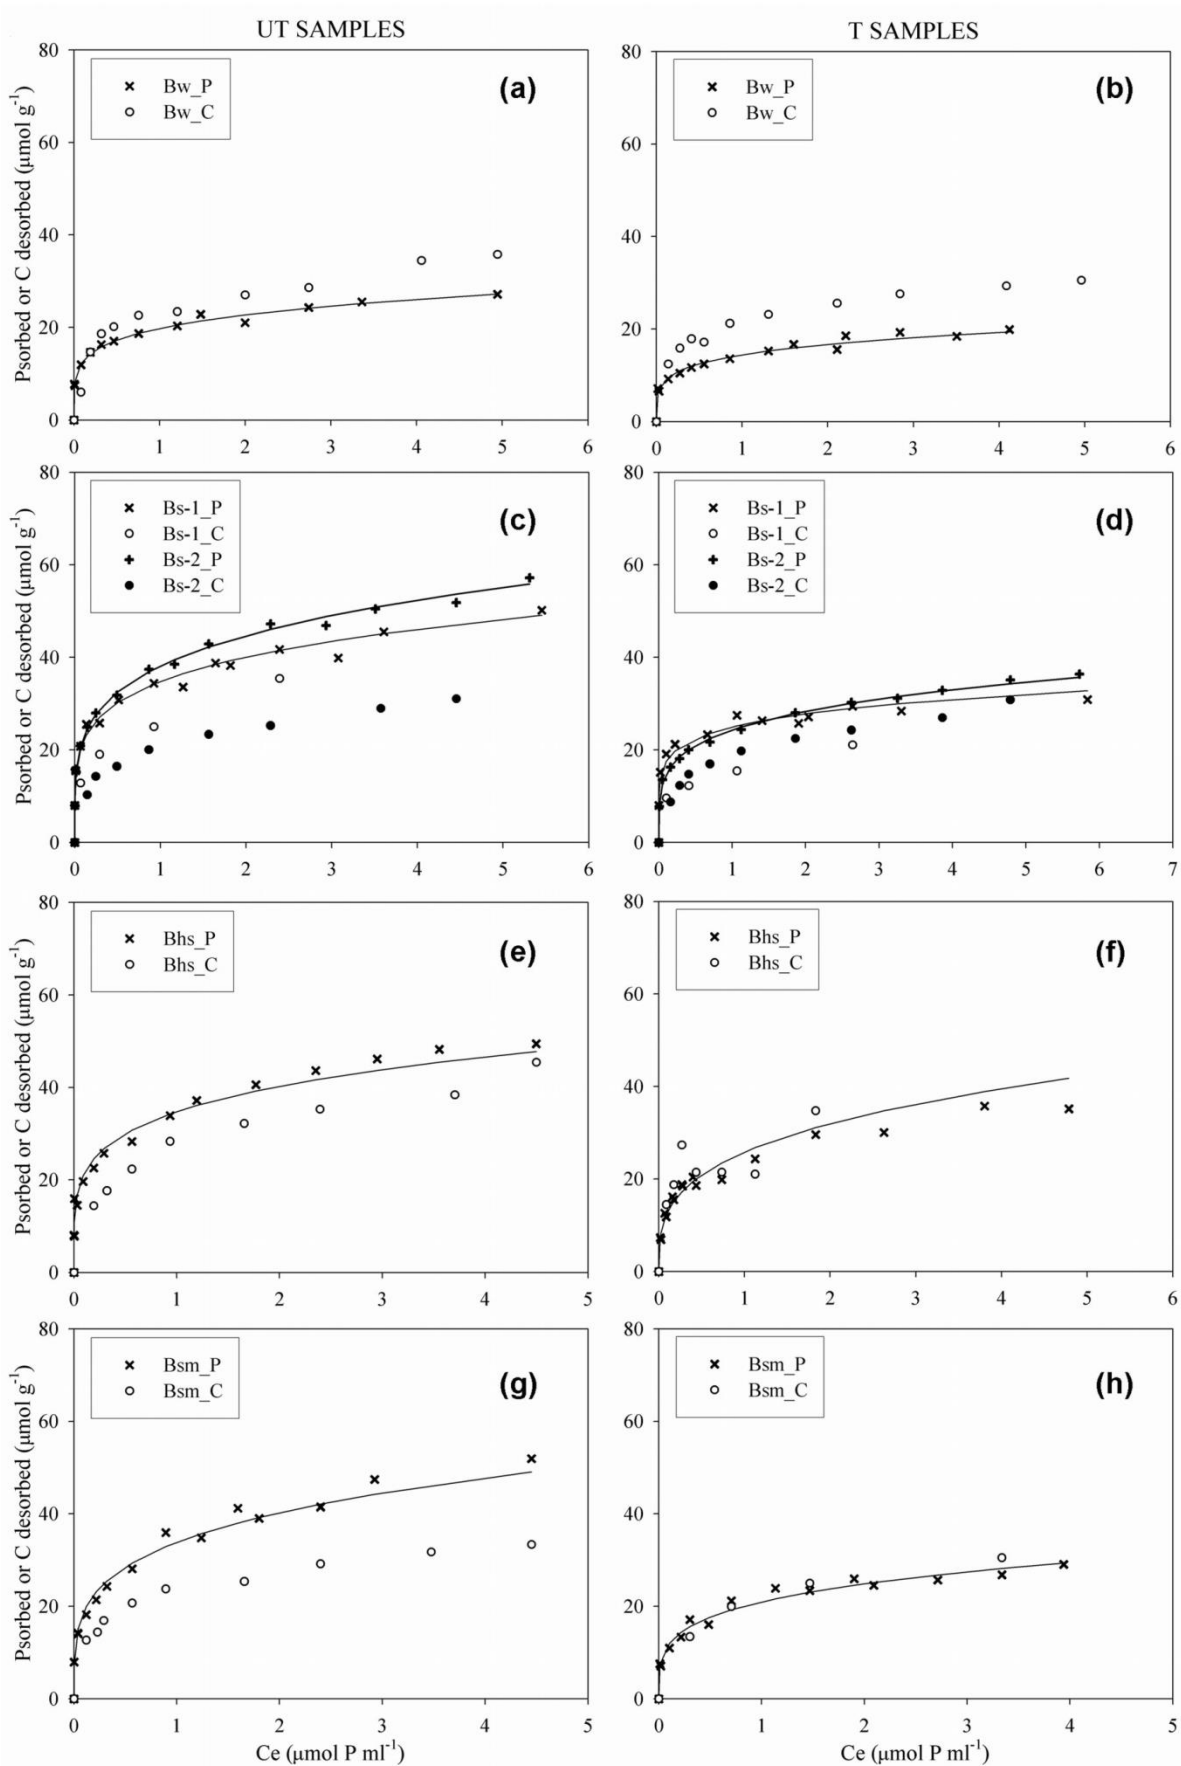 UT SAMPLES
T SAMPLES
Psorbed or C desorbed (μmol g⁻¹)
80
60
40
20
0
0 1 2 3 4 5 6
Bw_P
Bw_C
(a)
80
60
40
20
0
0 1 2 3 4 5 6
Bw_P
Bw_C
(b)
Psorbed or C desorbed (μmol g⁻¹)
80
60
40
20
0
0 1 2 3 4 5 6
Bs-1_P
Bs-1_C
Bs-2_P
Bs-2_C
(c)
80
60
40
20
0
0 1 2 3 4 5 6 7
Bs-1_P
Bs-1_C
Bs-2_P
Bs-2_C
(d)
Psorbed or C desorbed (μmol g⁻¹)
80
60
40
20
0
0 1 2 3 4 5
Bhs_P
Bhs_C
(e)
80
60
40
20
0
0 1 2 3 4 5 6
Bhs_P
Bhs_C
(f)
Psorbed or C desorbed (μmol g⁻¹)
80
60
40
20
0
0 1 2 3 4 5
Bsm_P
Bsm_C
(g)
Ce (μmol P ml⁻¹)
80
60
40
20
0
0 1 2 3 4 5
Bsm_P
Bsm_C
(h)
Ce (μmol P ml⁻¹)